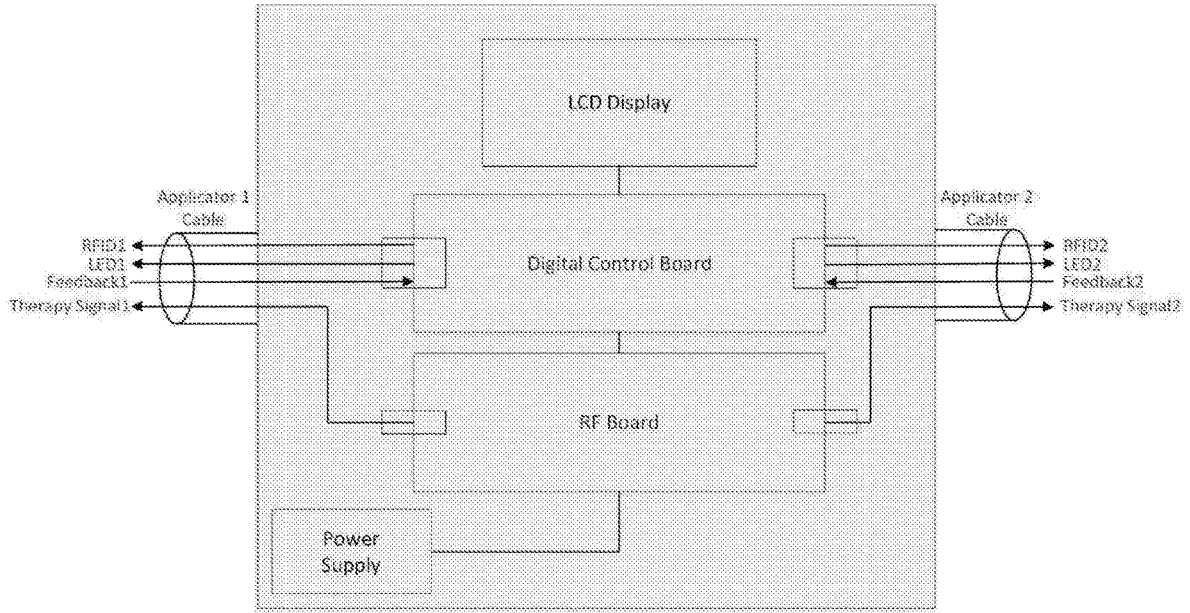 LCD Display
Applicator 1
Cable
Applicator 2
Cable
RFID1
LED1
Feedback1
Therapy Signal1
Digital Control Board
RFID2
LED2
Feedback2
Therapy Signal2
RF Board
Power
Supply